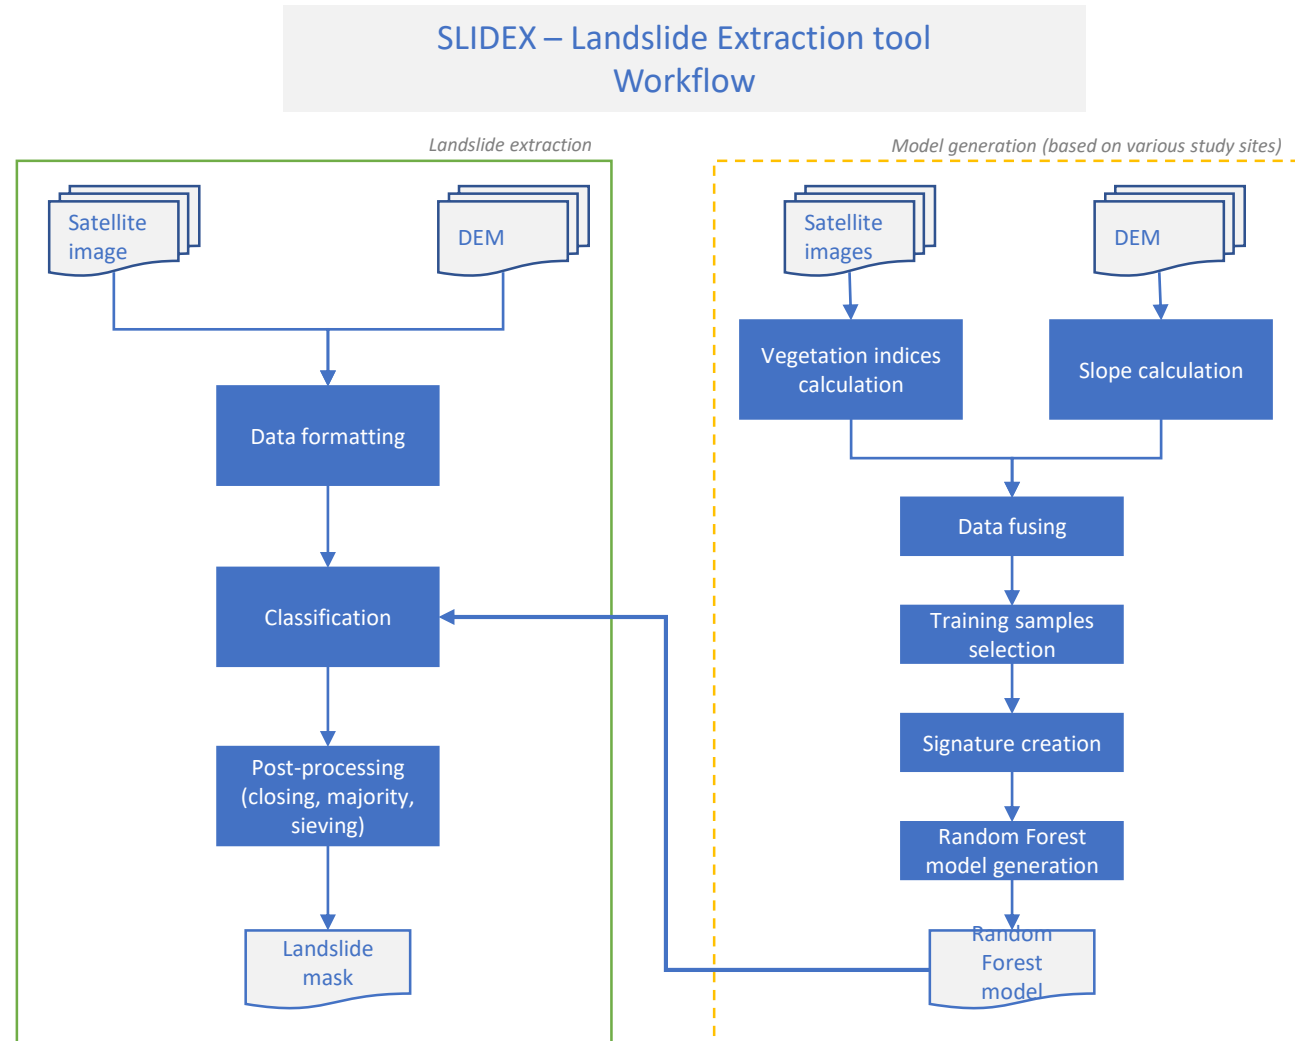 SLIDEX – Landslide Extraction tool
Workflow
Landslide extraction
Satellite
image
DEM
Data formatting
Classification
Post-processing
(closing, majority,
sieving)
Landslide
mask
Model generation (based on various study sites)
Satellite
images
DEM
Vegetation indices
calculation
Slope calculation
Data fusing
Training samples
selection
Signature creation
Random Forest
model generation
Random
Forest
model